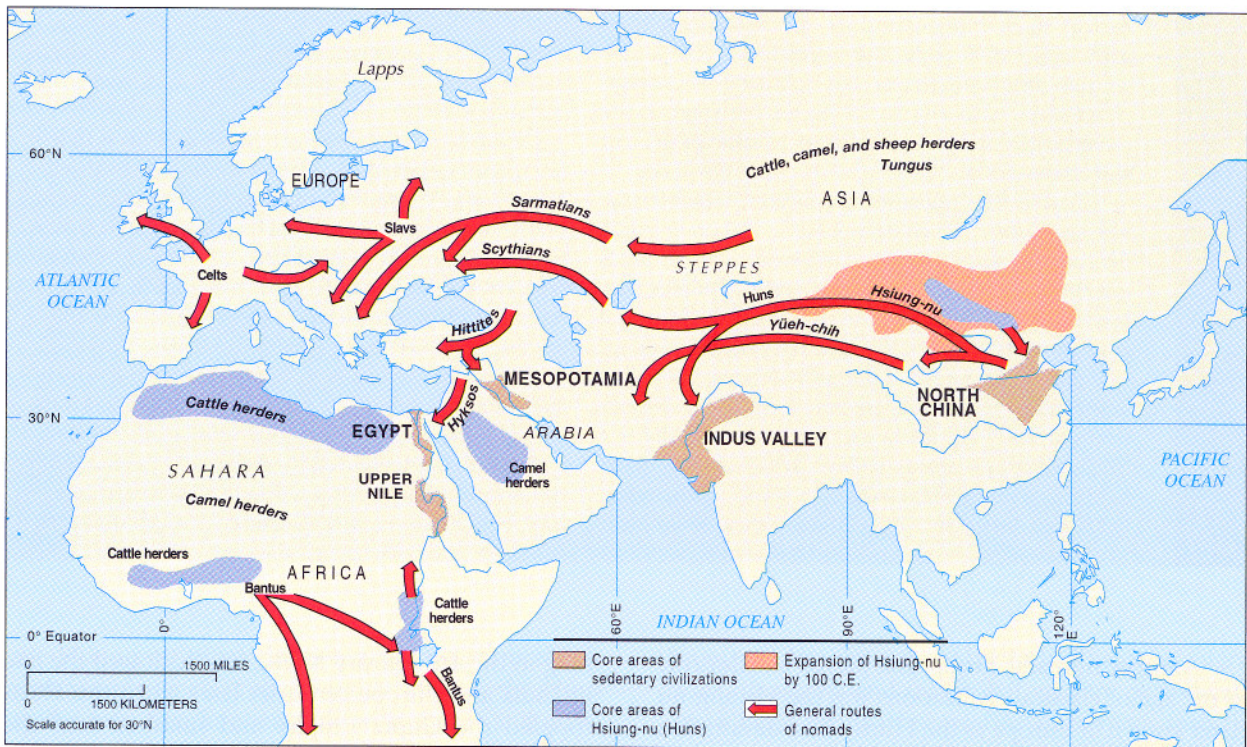 Lapps
60°N
Cattle, camel, and sheep herders
Tungus
EUROPE
ASIA
Sarmatians
Slavs
Scythians
STEPPES
Celts
ATLANTIC
OCEAN
Huns
Hsiung-nu
Hittites
Yüeh-chih
MESOPOTAMIA
NORTH
CHINA
Cattle herders
30°N
Hyksos
EGYPT
ARABIA
INDUS VALLEY
SAHARA
UPPER
NILE
Camel
herders
PACIFIC
OCEAN
Camel herders
Cattle herders
AFRICA
Bantus
Cattle
herders
0° Equator
0°
60°E
INDIAN OCEAN
90°E
120°
E
Bantus
0
1500 MILES
0
1500 KILOMETERS
Scale accurate for 30°N
Core areas of
sedentary civilizations
Expansion of Hsiung-nu
by 100 C.E.
Core areas of
Hsiung-nu (Huns)
General routes
of nomads